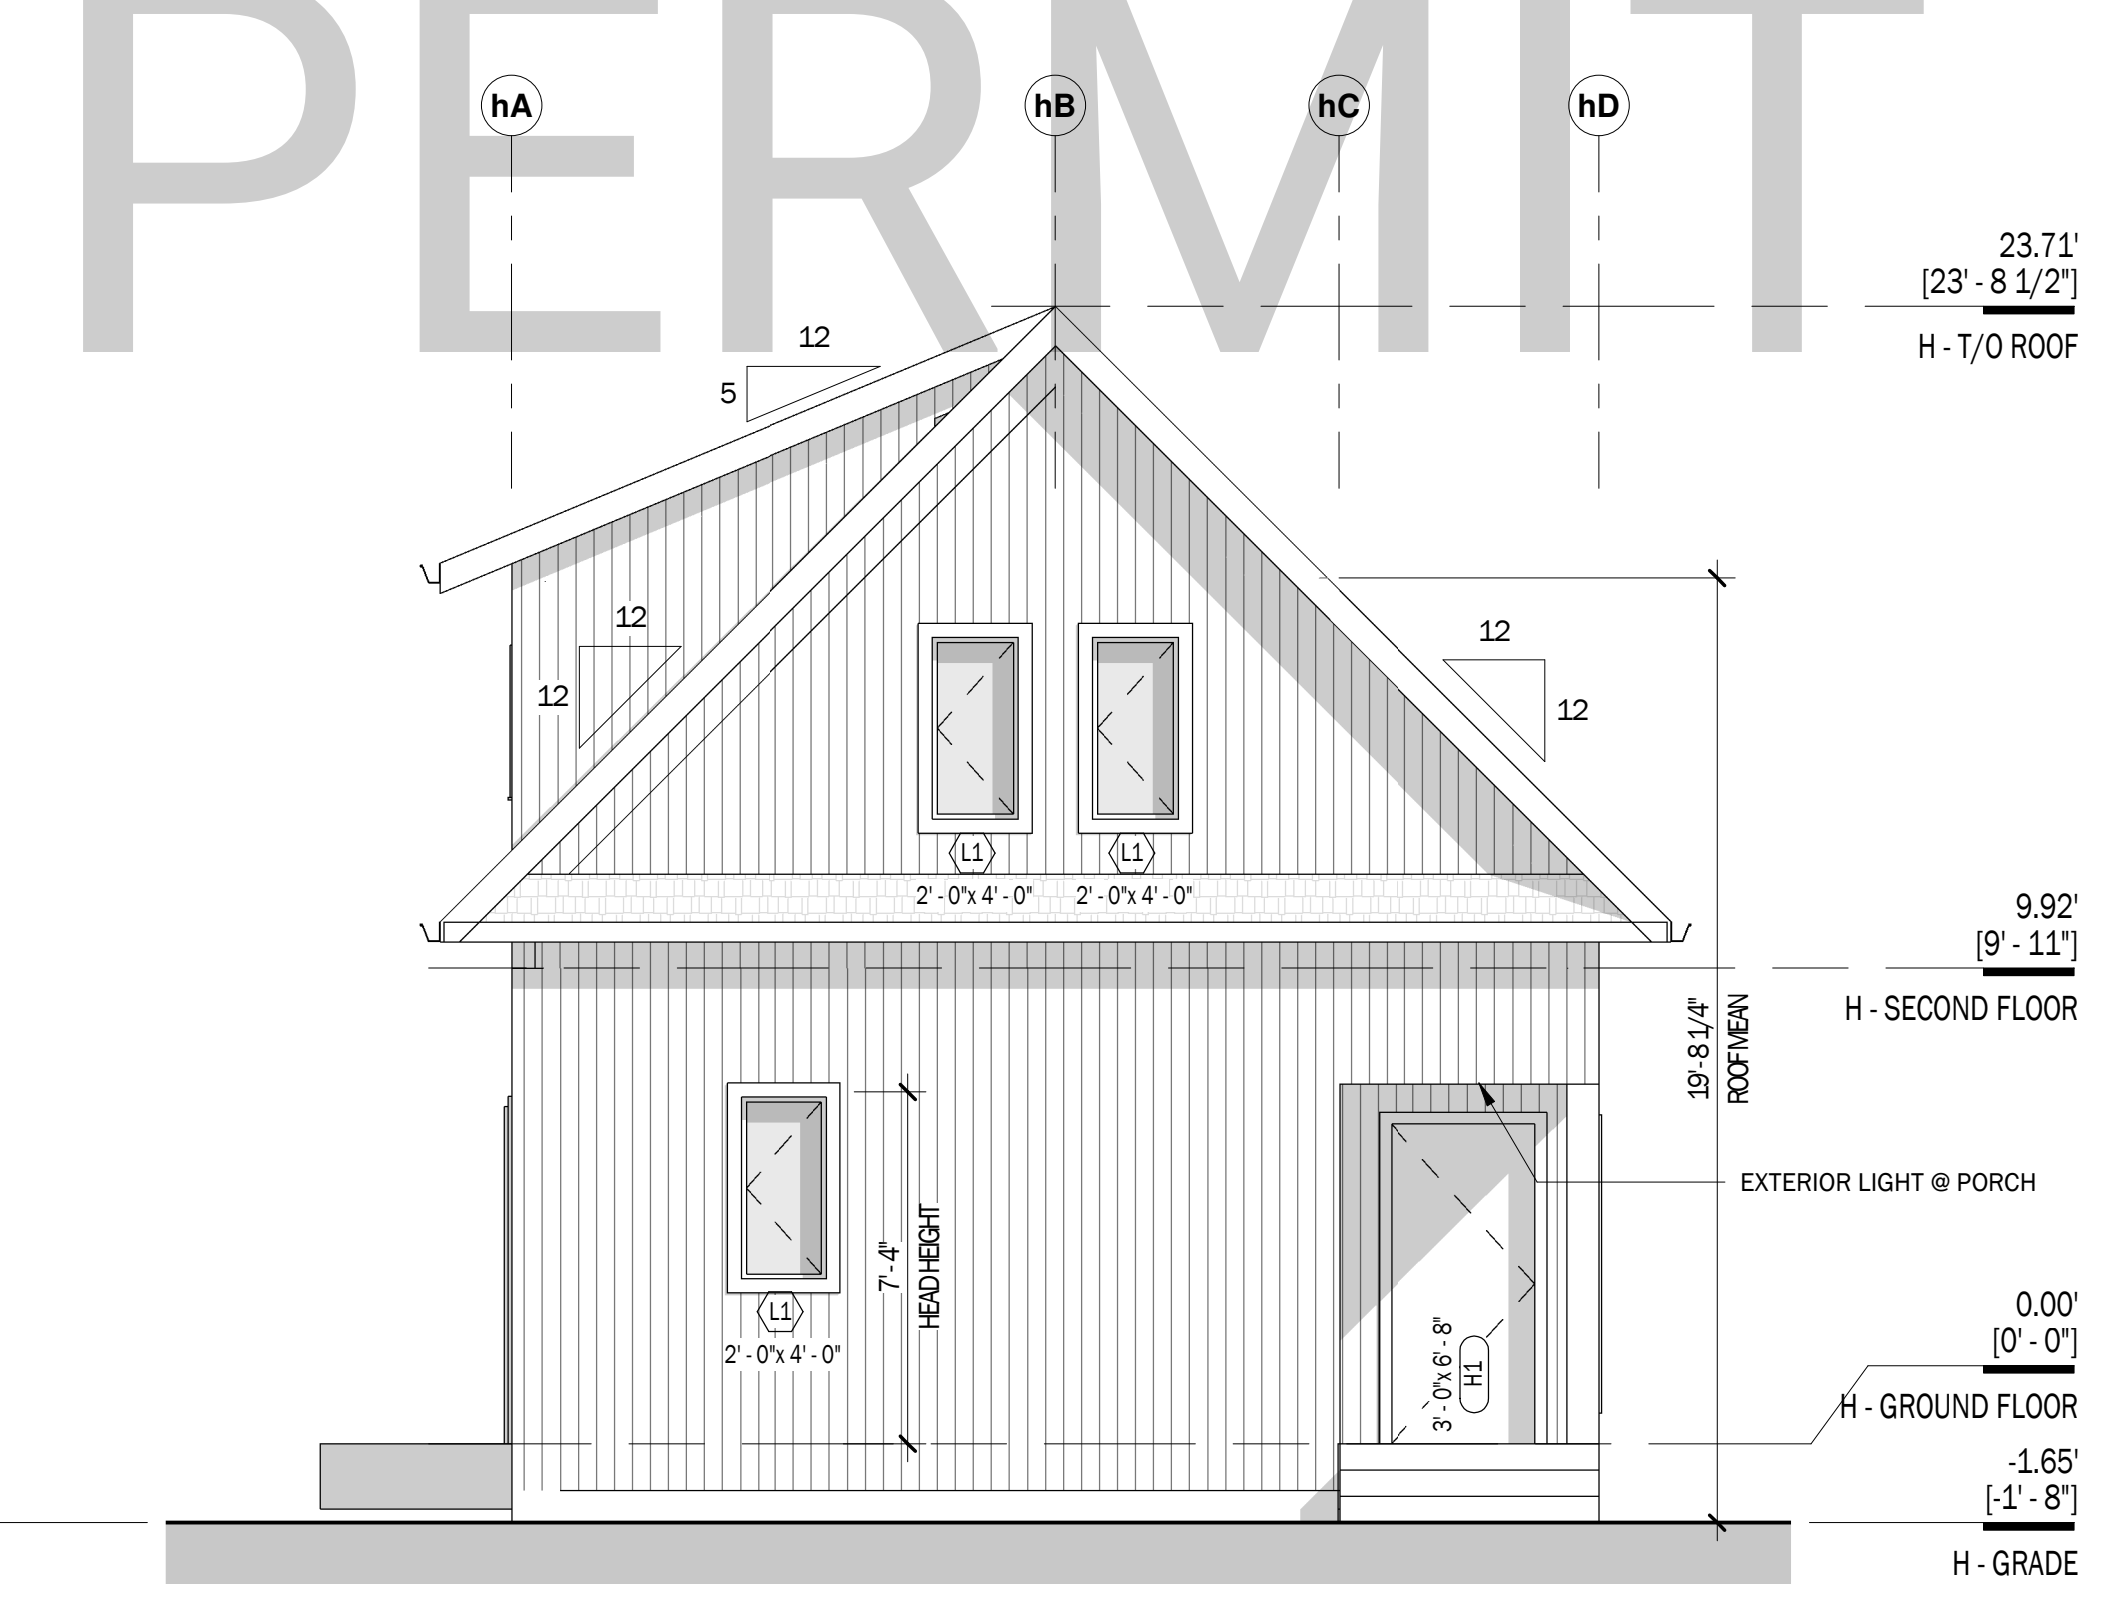 PERMIT
hA
hB
hC
hD
23.71'
[23' - 8 1/2"]
H - T/O ROOF
12
5
12
12
12
12
L1
L1
2' - 0"x 4' - 0"
2' - 0"x 4' - 0"
9.92'
[9' - 11"]
H - SECOND FLOOR
19'-8 1/4"
ROOF MEAN
EXTERIOR LIGHT @ PORCH
7'-4"
HEAD HEIGHT
L1
2' - 0"x 4' - 0"
3' - 0"x 6' - 8"
H1
0.00'
[0' - 0"]
H - GROUND FLOOR
-1.65'
[-1' - 8"]
H - GRADE